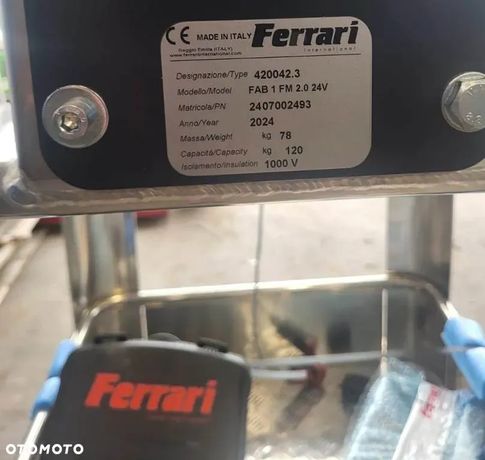 CE MADE IN ITALY Ferrari
Reggio Emilia (ITALY) international
www.ferrariinternational.com
Designazione/Type 420042.3
Modello/Model FAB 1 FM 2.0 24V
Matricola/PN 2407002493
Anno/Year 2024
Massa/Weight kg 78
Capacità/Capacity kg 120
Isolamento/Insulation 1000 V
Ferrari
OTOMOTO